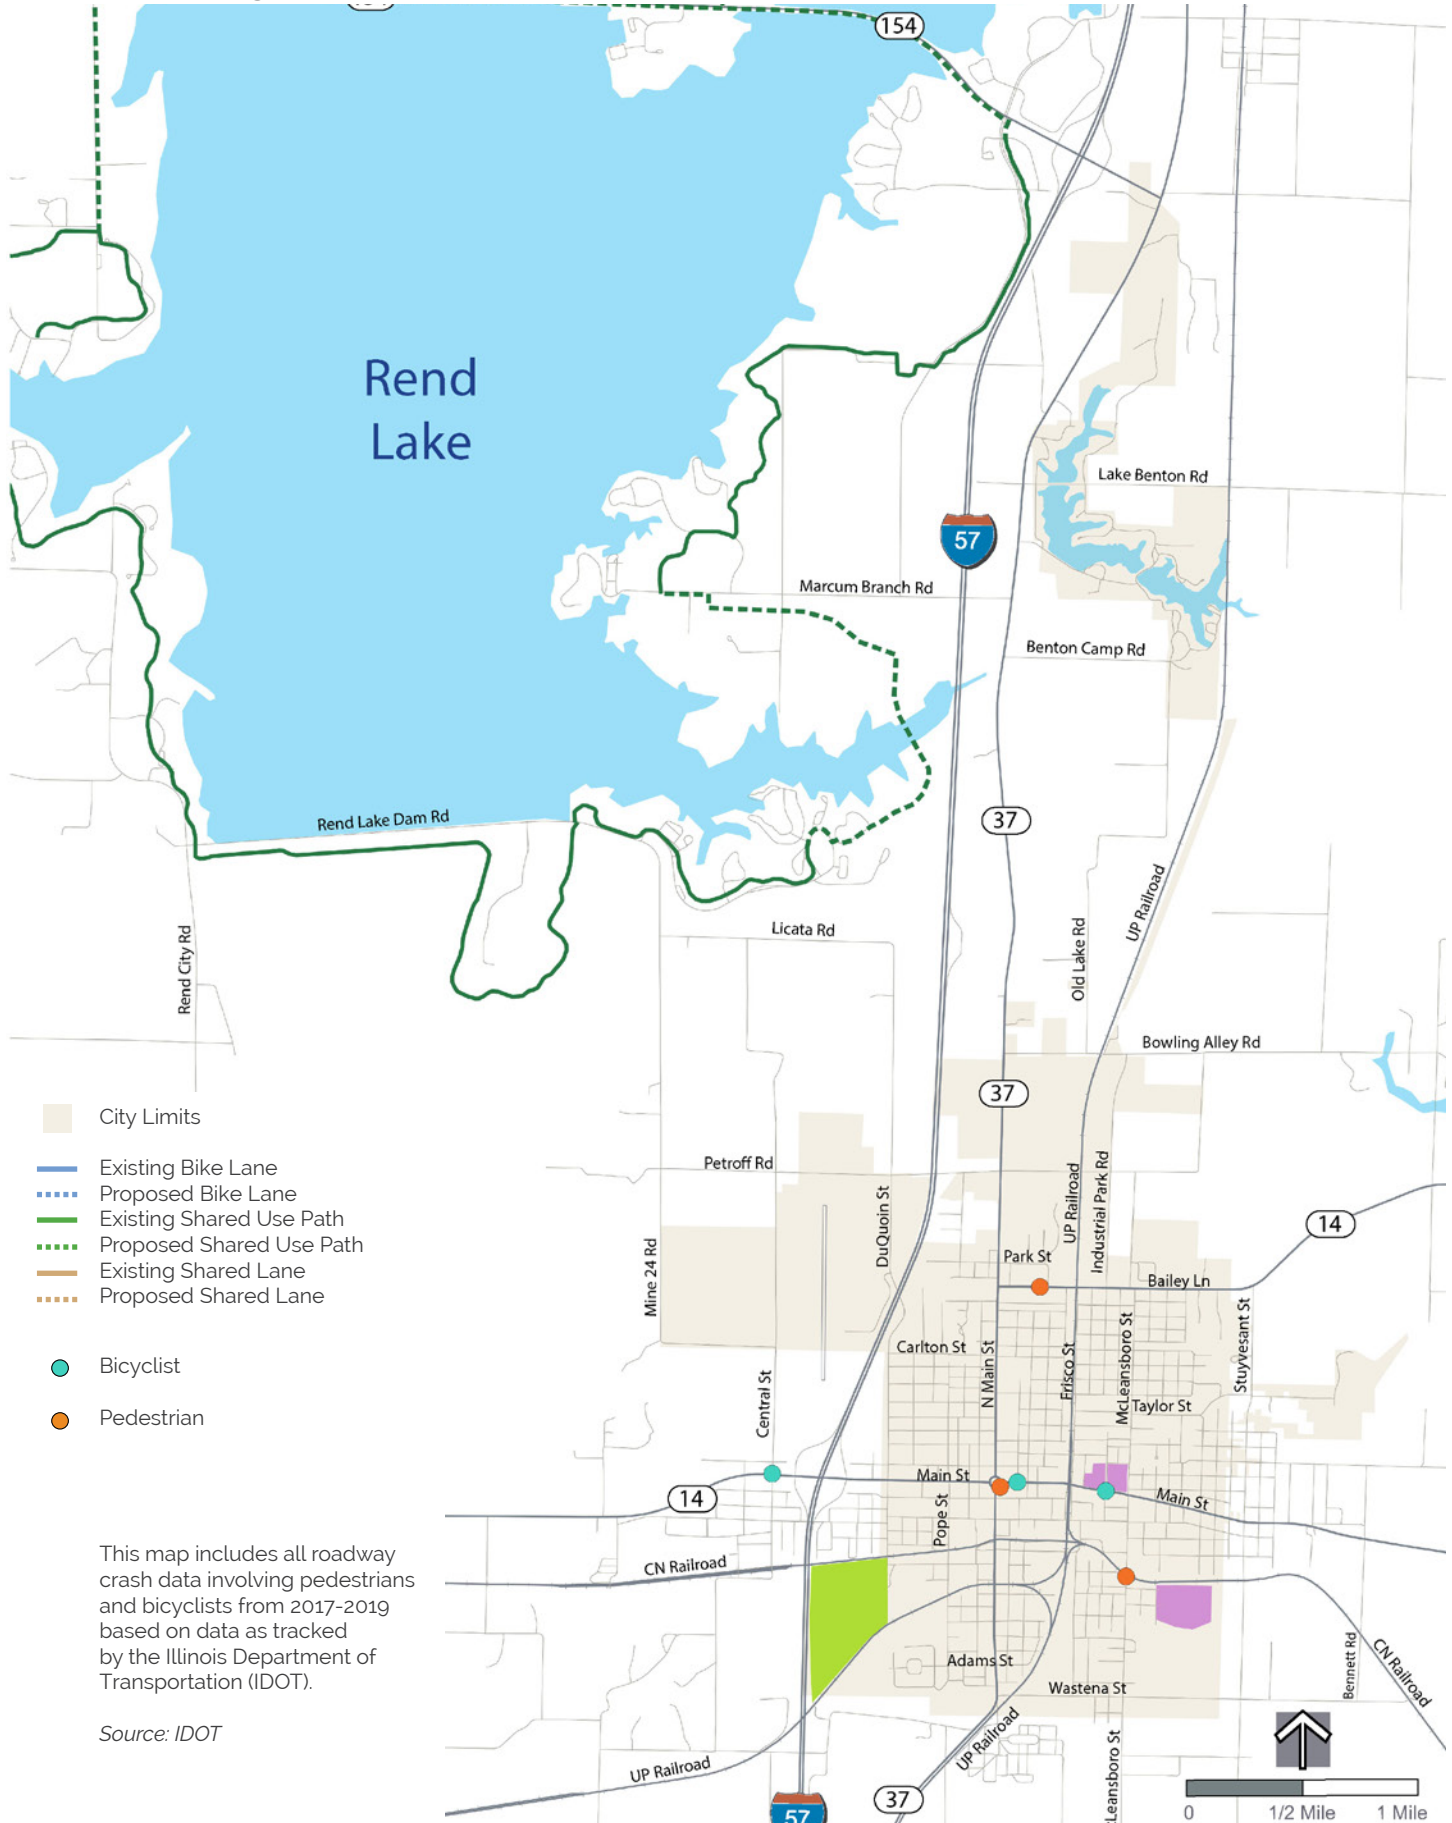 154
Rend
Lake
Lake Benton Rd
57
Marcum Branch Rd
Benton Camp Rd
37
Rend Lake Dam Rd
UP Railroad
Licata Rd
Old Lake Rd
Rend City Rd
Bowling Alley Rd
37
City Limits
Existing Bike Lane
Proposed Bike Lane
Existing Shared Use Path
Proposed Shared Use Path
Existing Shared Lane
Proposed Shared Lane
Bicyclist
Pedestrian
Petroff Rd
DuQuoin St
UP Railroad
Industrial Park Rd
14
Mine 24 Rd
Park St
Bailey Ln
Carlton St
N Main St
Frisco St
McLeansboro St
Stuyvesant St
Central St
Taylor St
Main St
14
Pope St
Main St
CN Railroad
This map includes all roadway
crash data involving pedestrians
and bicyclists from 2017-2019
based on data as tracked
by the Illinois Department of
Transportation (IDOT).
Source: IDOT
Adams St
Wastena St
Bennett Rd
CN Railroad
UP Railroad
UP Railroad
37
57
cLeansboro St
0
1/2 Mile
1 Mile